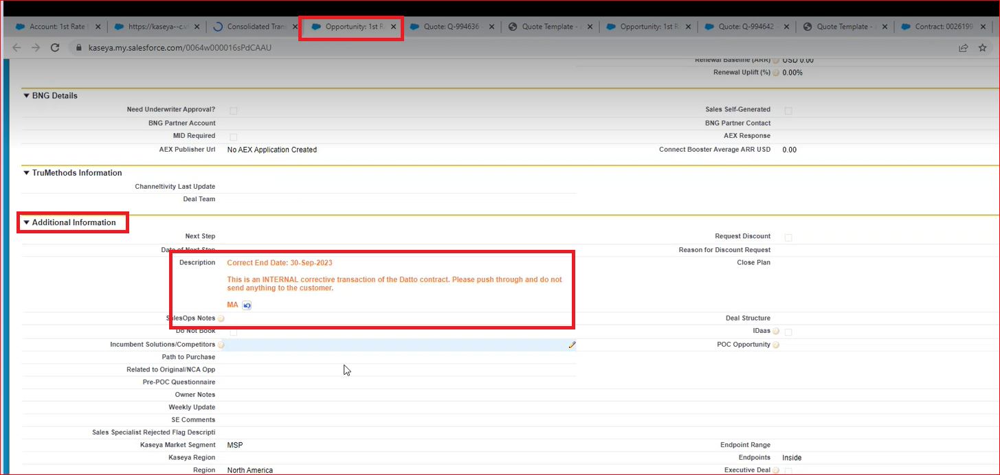 Account: 1st Rate
https://kaseya--c.v
Consolidated Tran
Opportunity: 1st R
Quote: Q-994636
Quote Template -
Opportunity: 1st R
Quote: Q-994642
Quote Template -
Contract: 0026199
kaseya.my.salesforce.com/0064w000016sPdCAAU
Renewal Baseline (ARR) USD 0.00
Renewal Uplift (%) 0.00%
BNG Details
Need Underwriter Approval? Sales Self-Generated
BNG Partner Account BNG Partner Contact
MID Required AEX Response
AEX Publisher Url No AEX Application Created Connect Booster Average ARR USD 0.00
TruMethods Information
Channeltivity Last Update
Deal Team
Additional Information
Next Step Request Discount
Date of Next Step Reason for Discount Request
Description Correct End Date: 30-Sep-2023 Close Plan
This is an INTERNAL corrective transaction of the Datto contract. Please push through and do not
send anything to the customer.
MA
SalesOps Notes Deal Structure
Do Not Book IDaas
Incumbent Solutions/Competitors POC Opportunity
Path to Purchase
Related to Original/NCA Opp
Pre-POC Questionnaire
Owner Notes
Weekly Update
SE Comments
Sales Specialist Rejected Flag Descripti
Kaseya Market Segment MSP Endpoint Range
Kaseya Region Endpoints Inside
Region North America Executive Deal